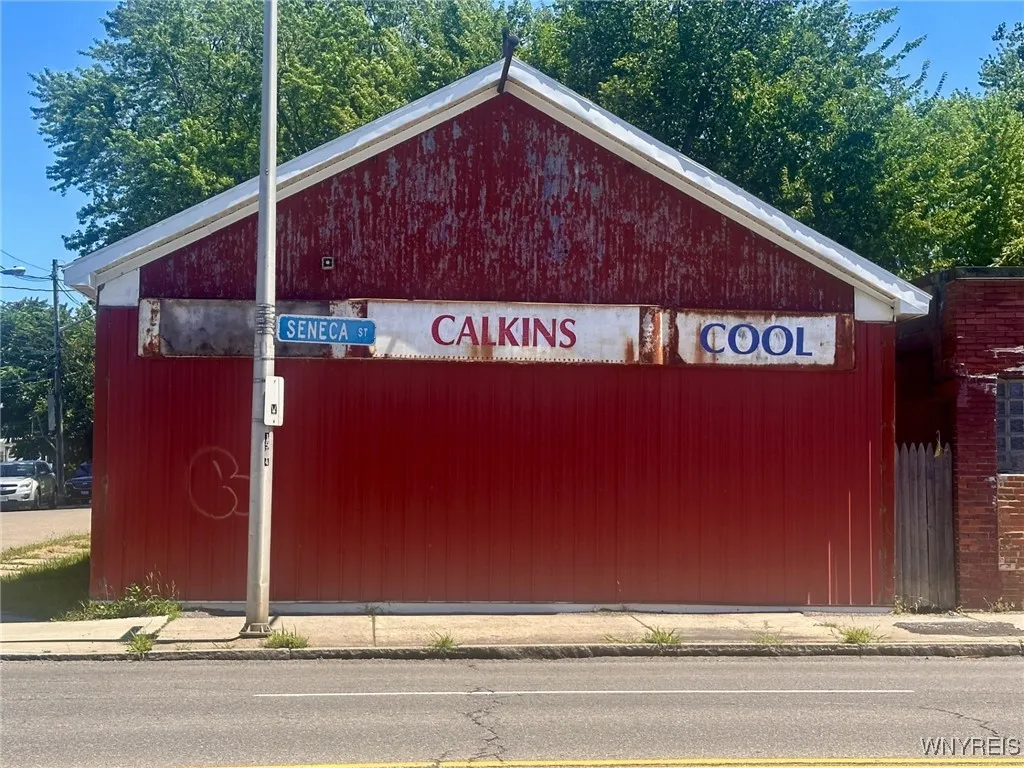 SENECA ST
CALKINS
COOL
V
WNYREIS